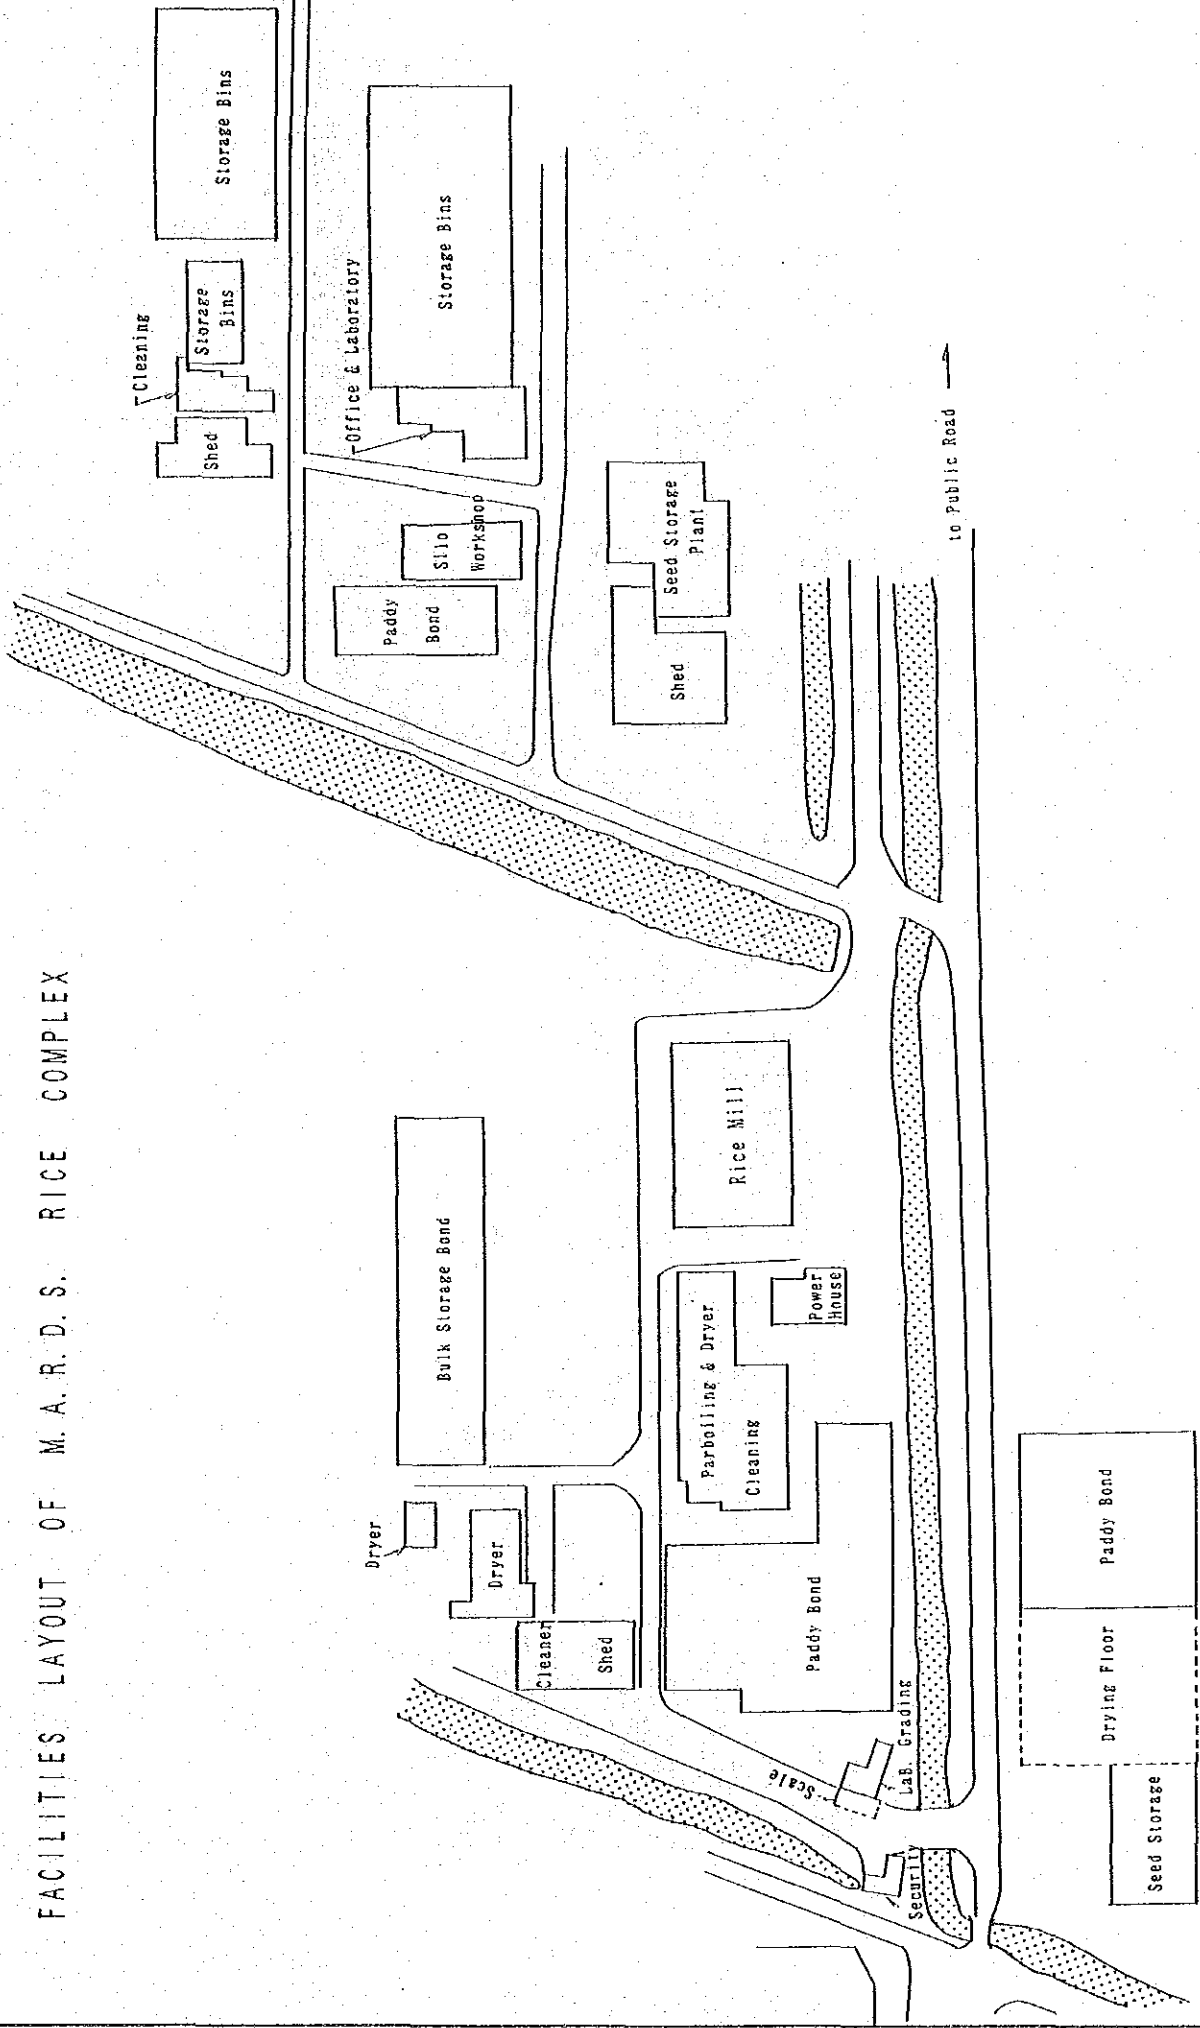 FACILITIES LAYOUT OF M.A.R.D.S. RICE COMPLEX
Storage Bins
Cleaning
Storage
Bins
Shed
Office & Laboratory
Storage Bins
Silo
Workshop
Paddy
Bond
Seed Storage
Plant
Shed
to Public Road
Bulk Storage Bond
Rice Mill
Dryer
Dryer
Cleaner
Shed
Parboiling & Dryer
Cleaning
Power
House
Paddy Bond
Scale
LaB. Grading
Security
Paddy Bond
Drying Floor
Seed Storage